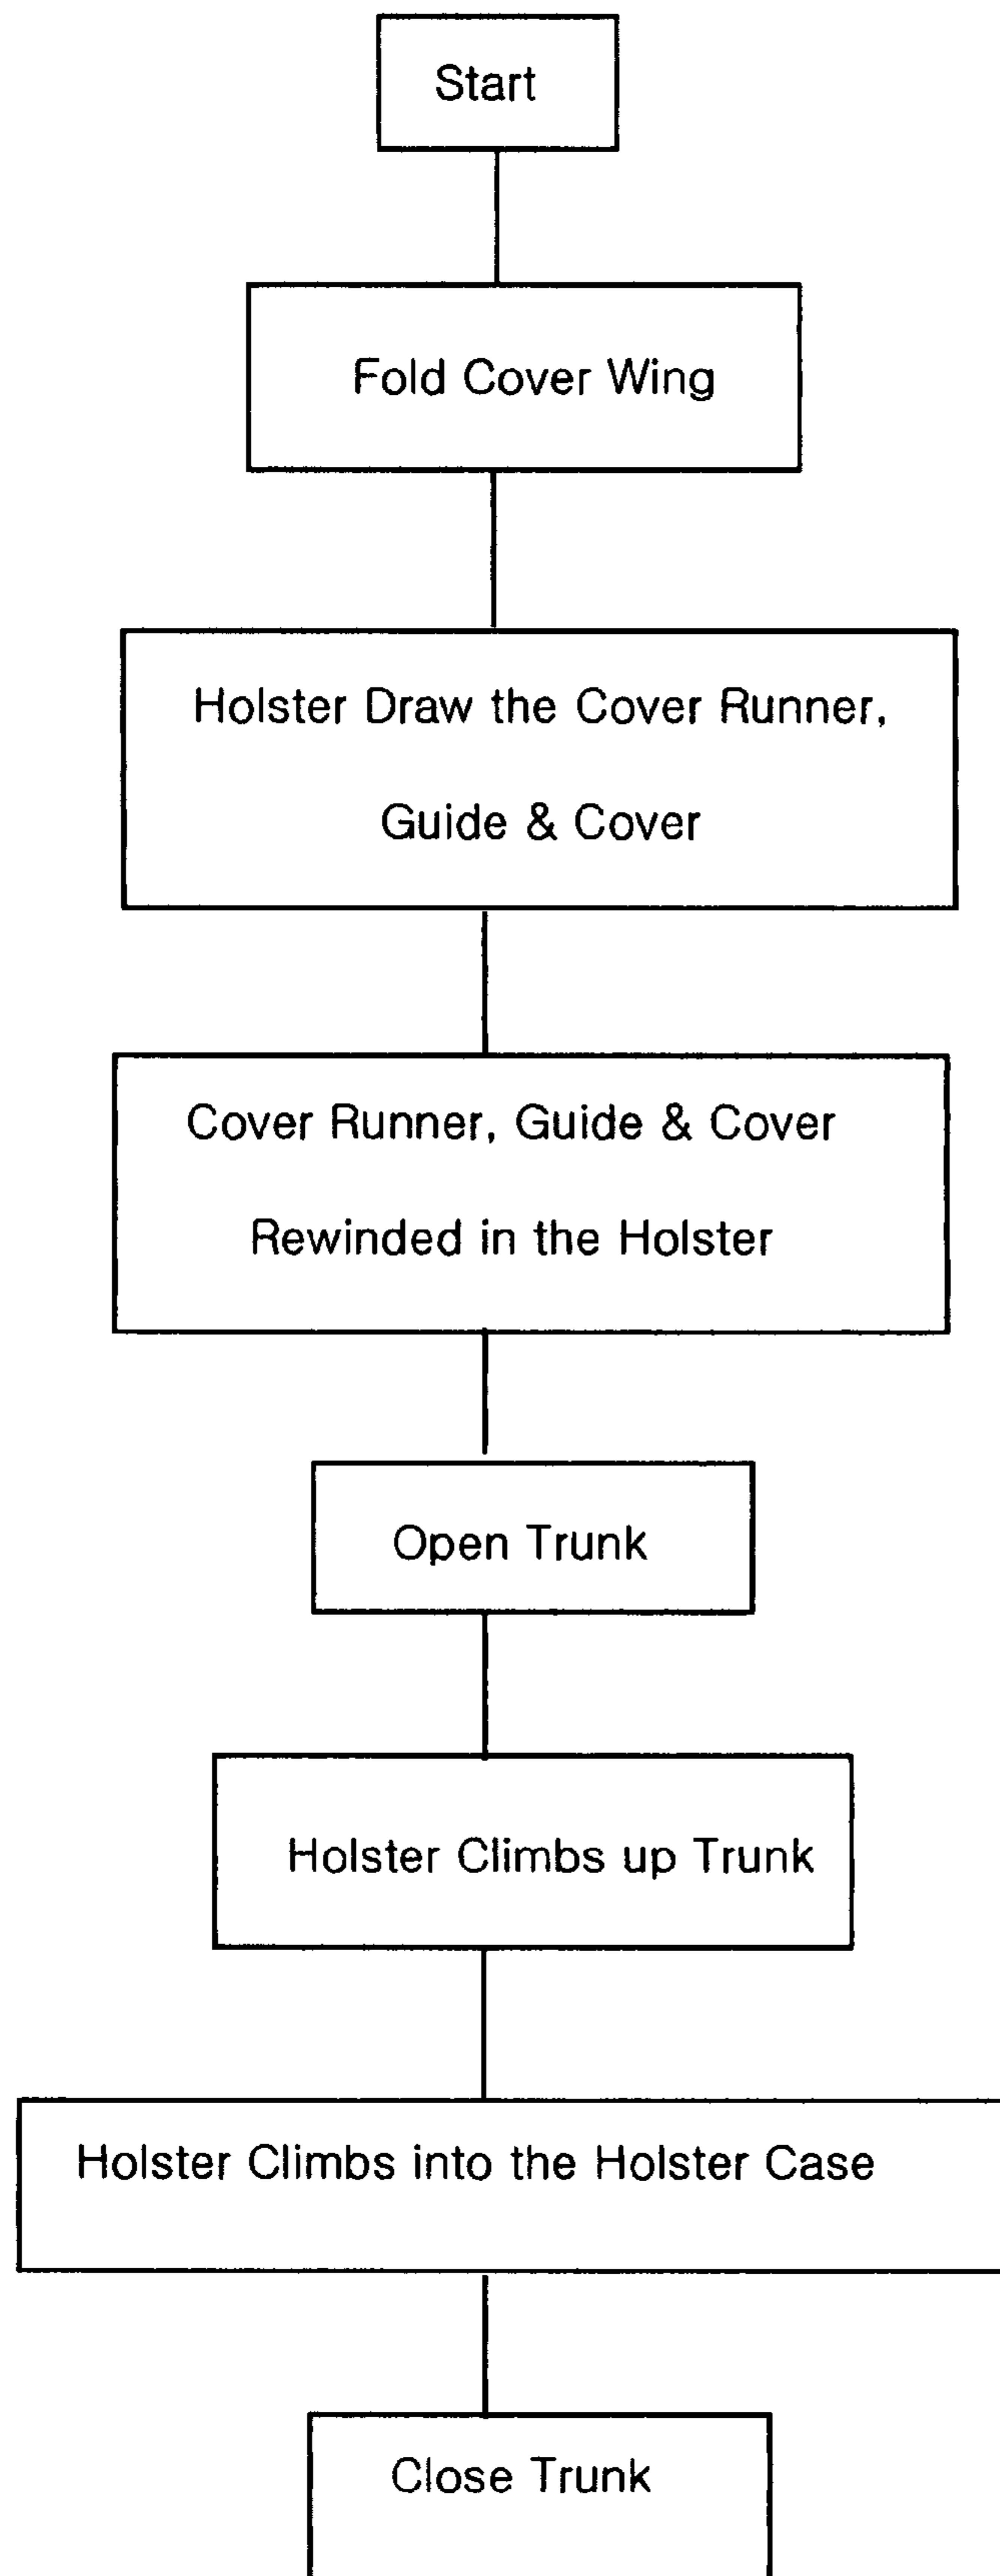 Start
Fold Cover Wing
Holster Draw the Cover Runner,
Guide & Cover
Cover Runner, Guide & Cover
Rewinded in the Holster
Open Trunk
Holster Climbs up Trunk
Holster Climbs into the Holster Case
Close Trunk